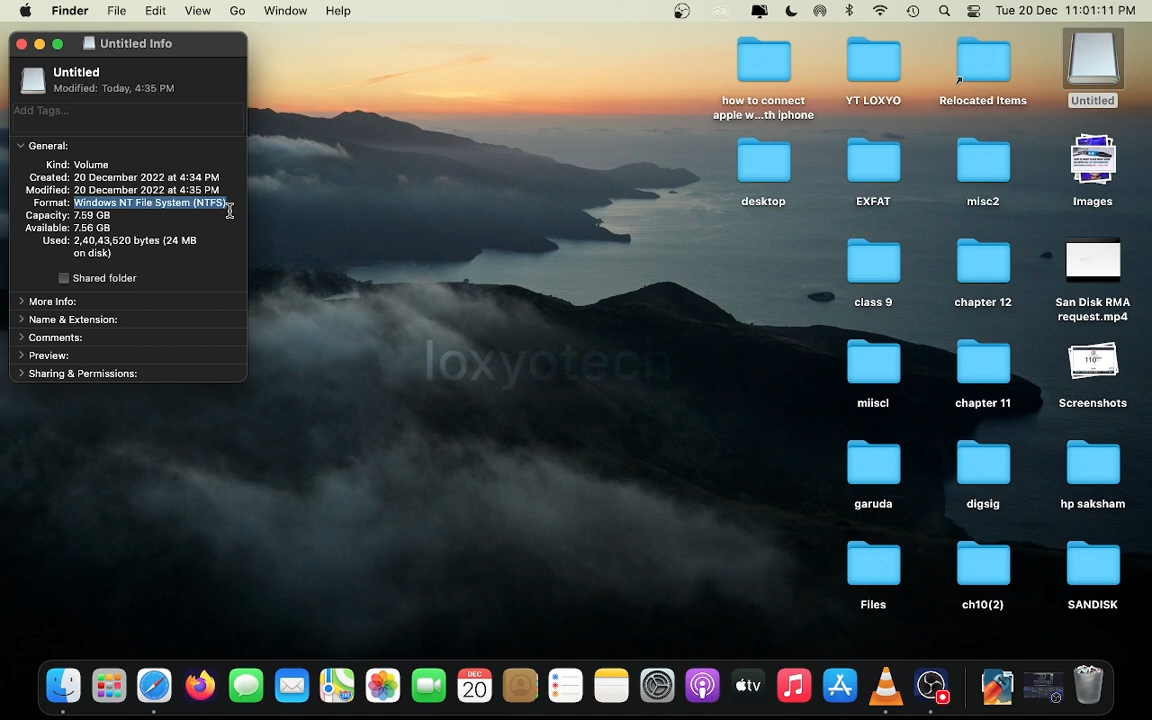 Finder File Edit View Go Window Help
Tue 20 Dec 11:01:11 PM
Untitled Info
Untitled
Modified: Today, 4:35 PM
Add Tags...
General:
Kind: Volume
Created: 20 December 2022 at 4:34 PM
Modified: 20 December 2022 at 4:35 PM
Format: Windows NT File System (NTFS)
Capacity: 7.59 GB
Available: 7.56 GB
Used: 2,40,43,520 bytes (24 MB
on disk)
Shared folder
More Info:
Name & Extension:
Comments:
Preview:
Sharing & Permissions:
how to connect
apple w...th iphone
YT LOXYO
Relocated Items
Untitled
desktop
EXFAT
misc2
Images
class 9
chapter 12
San Disk RMA
request.mp4
loxyotech
miiscl
chapter 11
110
Screenshots
garuda
digsig
hp saksham
Files
ch10(2)
SANDISK
DEC
20
tv